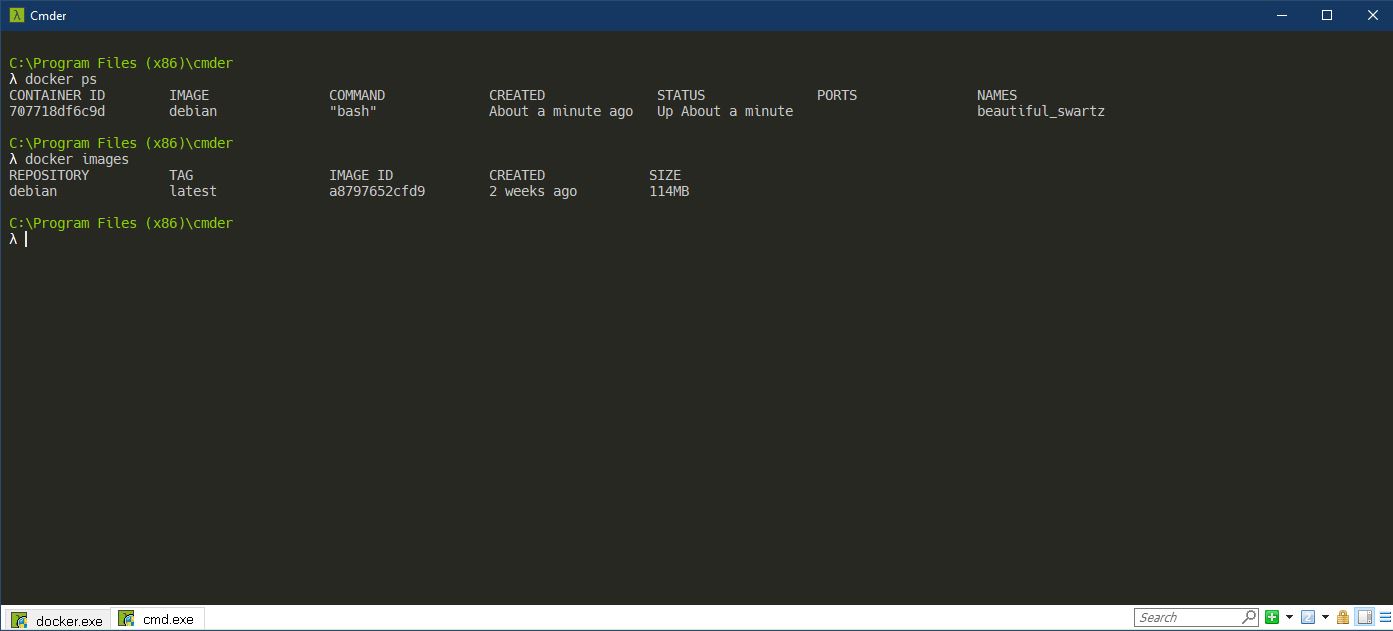 Cmder
C:\Program Files (x86)\cmder
λ docker ps
CONTAINER ID        IMAGE               COMMAND             CREATED              STATUS              PORTS               NAMES
707718df6c9d        debian              "bash"              About a minute ago   Up About a minute                       beautiful_swartz
C:\Program Files (x86)\cmder
λ docker images
REPOSITORY          TAG                 IMAGE ID            CREATED             SIZE
debian              latest              a8797652cfd9        2 weeks ago         114MB
C:\Program Files (x86)\cmder
λ
docker.exe cmd.exe Search